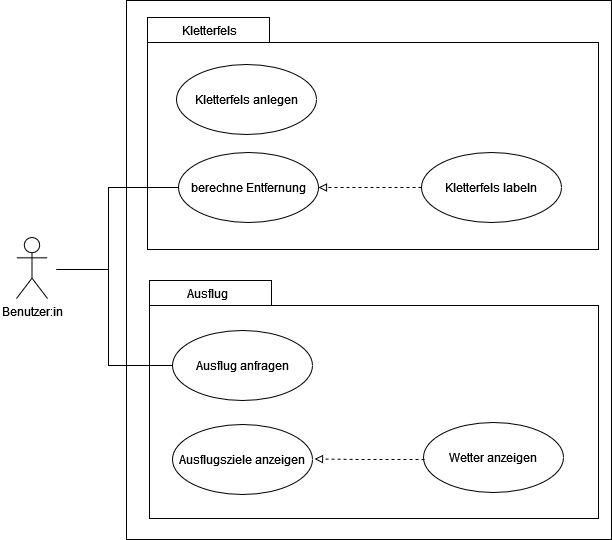 Kletterfels
Kletterfels anlegen
berechne Entfernung
Kletterfels labeln
Benutzer:in
Ausflug
Ausflug anfragen
Ausflugsziele anzeigen
Wetter anzeigen